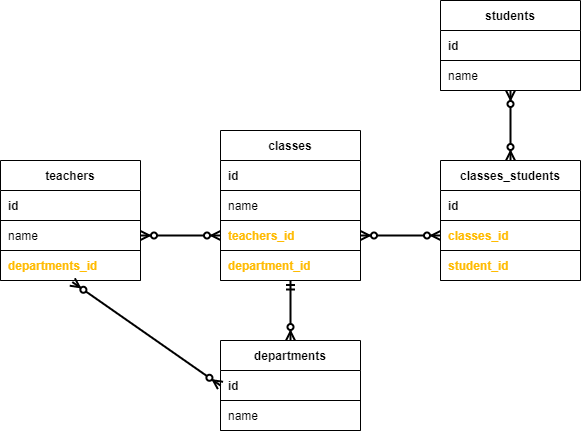 students
id
name
classes
id
name
teachers_id
department_id
teachers
id
name
departments_id
classes_students
id
classes_id
student_id
departments
id
name